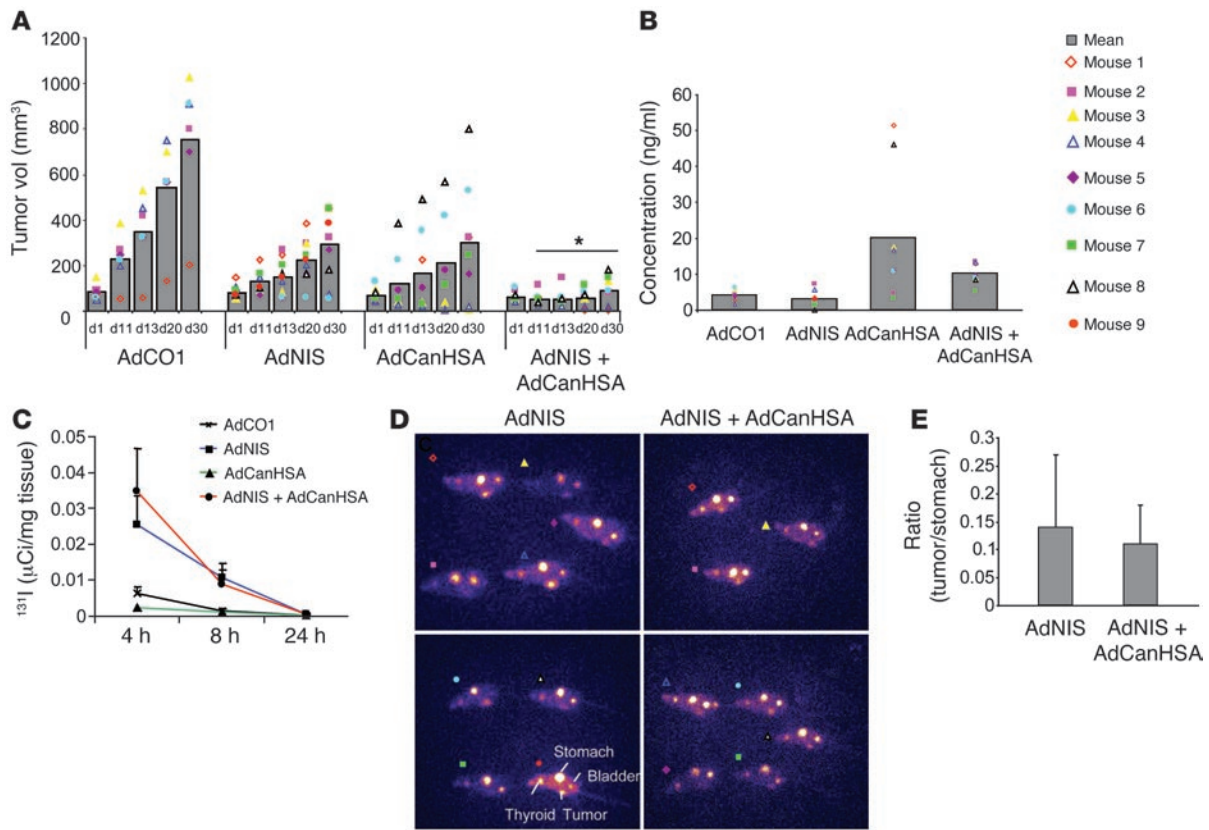 A
Tumor vol (mm³)
1200
1000
800
600
400
200
0
d1 d11 d13 d20 d30
d1 d11 d13 d20 d30
d1 d11 d13 d20 d30
d1 d11 d13 d20 d30
*
AdCO1
AdNIS
AdCanHSA
AdNIS +
AdCanHSA
B
Concentration (ng/ml)
60
50
40
30
20
10
0
AdCO1
AdNIS
AdCanHSA
AdNIS +
AdCanHSA
Mean
Mouse 1
Mouse 2
Mouse 3
Mouse 4
Mouse 5
Mouse 6
Mouse 7
Mouse 8
Mouse 9
C
¹³¹I (µCi/mg tissue)
0.05
0.04
0.03
0.02
0.01
0
4 h
8 h
24 h
AdCO1
AdNIS
AdCanHSA
AdNIS + AdCanHSA
D
AdNIS
AdNIS + AdCanHSA
C
Stomach
Bladder
Thyroid Tumor
E
Ratio
(tumor/stomach)
0.3
0.25
0.2
0.15
0.1
0.05
AdNIS
AdNIS +
AdCanHSA